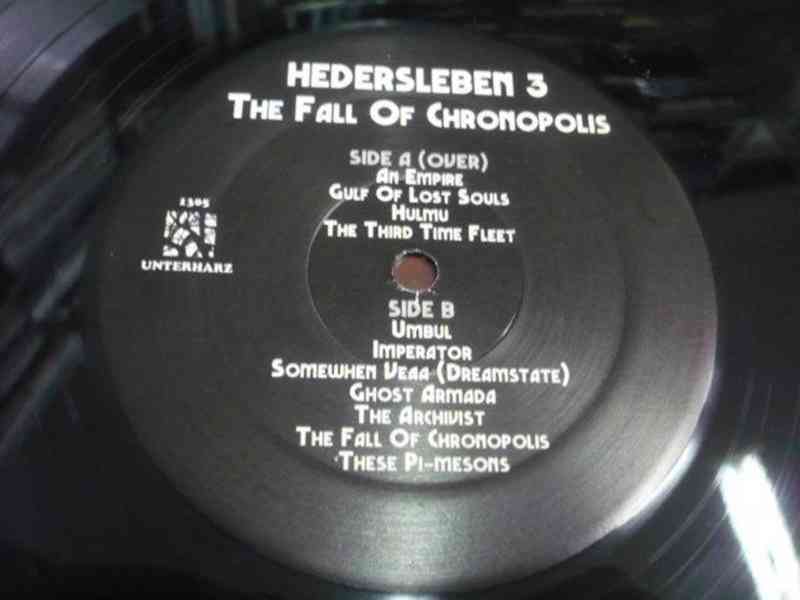 HEDERSLEBEN 3
THE FALL OF CHRONOPOLIS
SIDE A (OVER)
AN EMPIRE
GULF OF LOST SOULS
HULMU
THE THIRD TIME FLEET
1305
UNTERHARZ
SIDE B
UMBUL
IMPERATOR
SOMEWHEN VEAA (DREAMSTATE)
GHOST ARMADA
THE ARCHIVIST
THE FALL OF CHRONOPOLIS
THESE PI-MESONS